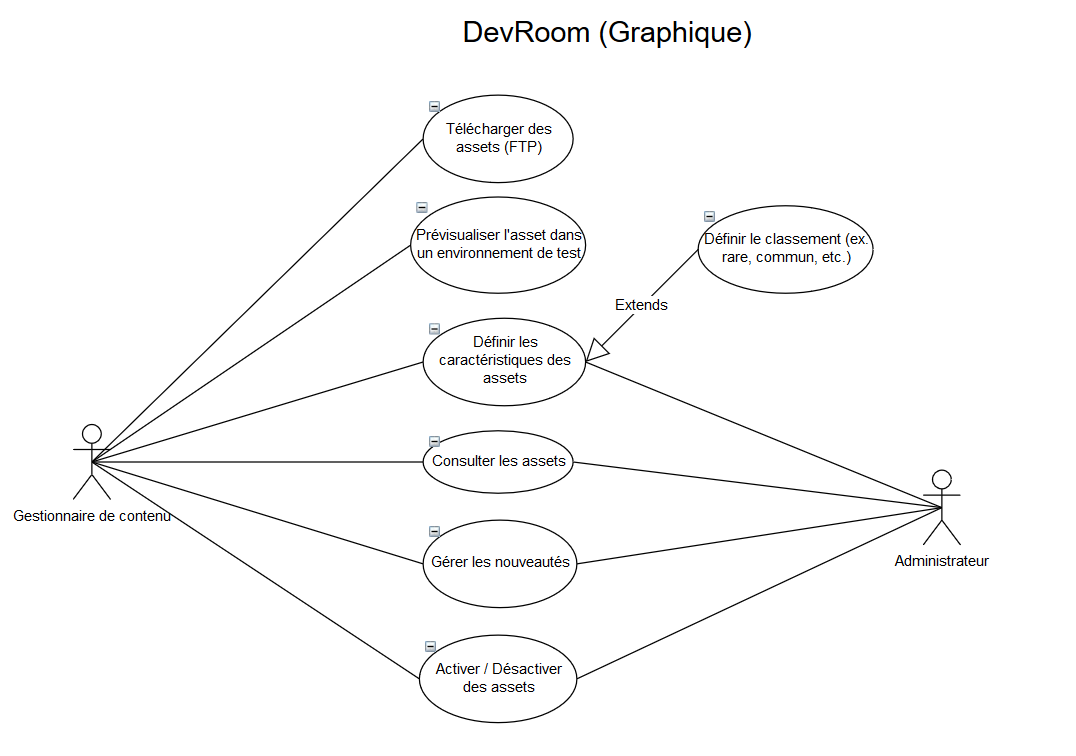 DevRoom (Graphique)
Télécharger des
assets (FTP)
Prévisualiser l'asset dans
un environnement de test
Définir le classement (ex.
rare, commun, etc.)
Extends
Définir les
caractéristiques des
assets
Consulter les assets
Gestionnaire de contenu
Gérer les nouveautés
Administrateur
Activer / Désactiver
des assets